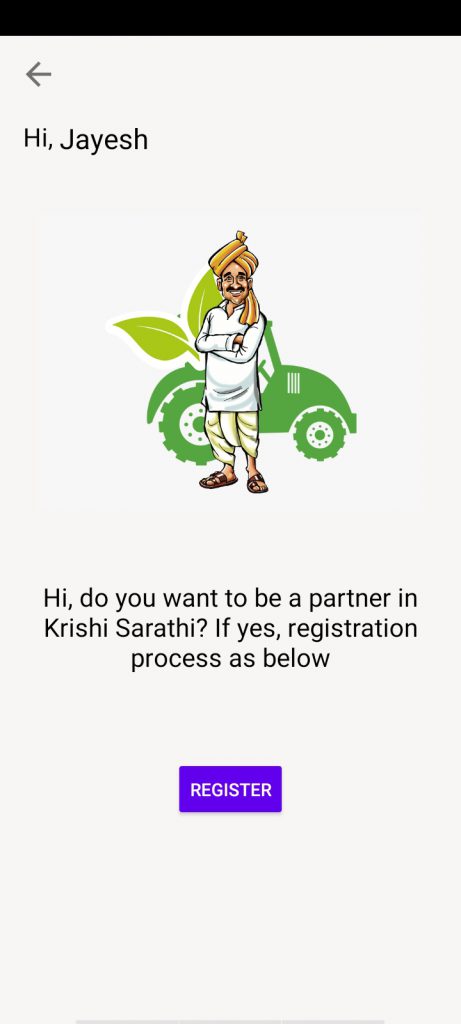 Hi, Jayesh
Hi, do you want to be a partner in
Krishi Sarathi? If yes, registration
process as below
REGISTER